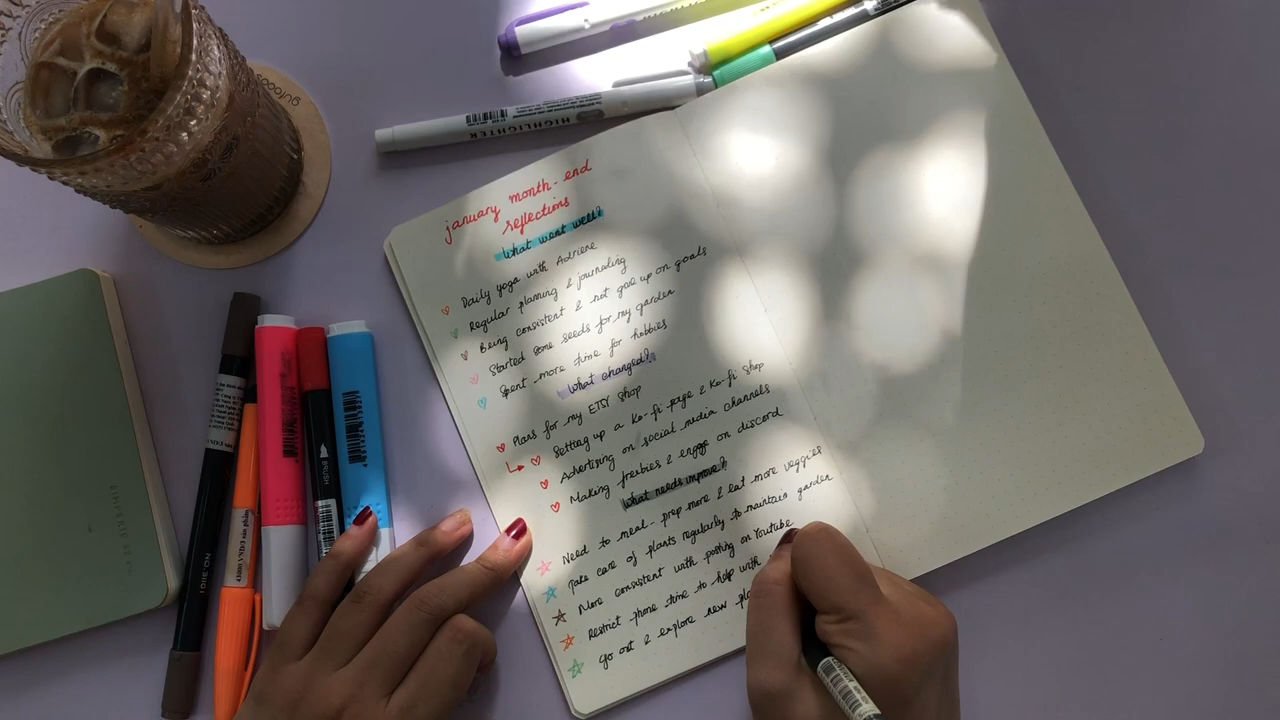 january month-end
reflections
What went well?
Daily yoga with Adriene
Regular planning & journaling
Being consistent & not give up on goals
Started some seeds for my garden
Spent more time for hobbies
What changed?
Plans for my ETSY shop
Setting up a Ko-fi page & Ko-fi shop
Advertising on social media channels
Making freebies & engage on discord
What needs improve?
Need to meal-prep more & eat more veggies
Take care of plants regularly to maintain garden
More consistent with posting on Youtube
Restrict phone time to help with
Go out & explore new
HIGHLIGHTER
gufoods
BRUSH